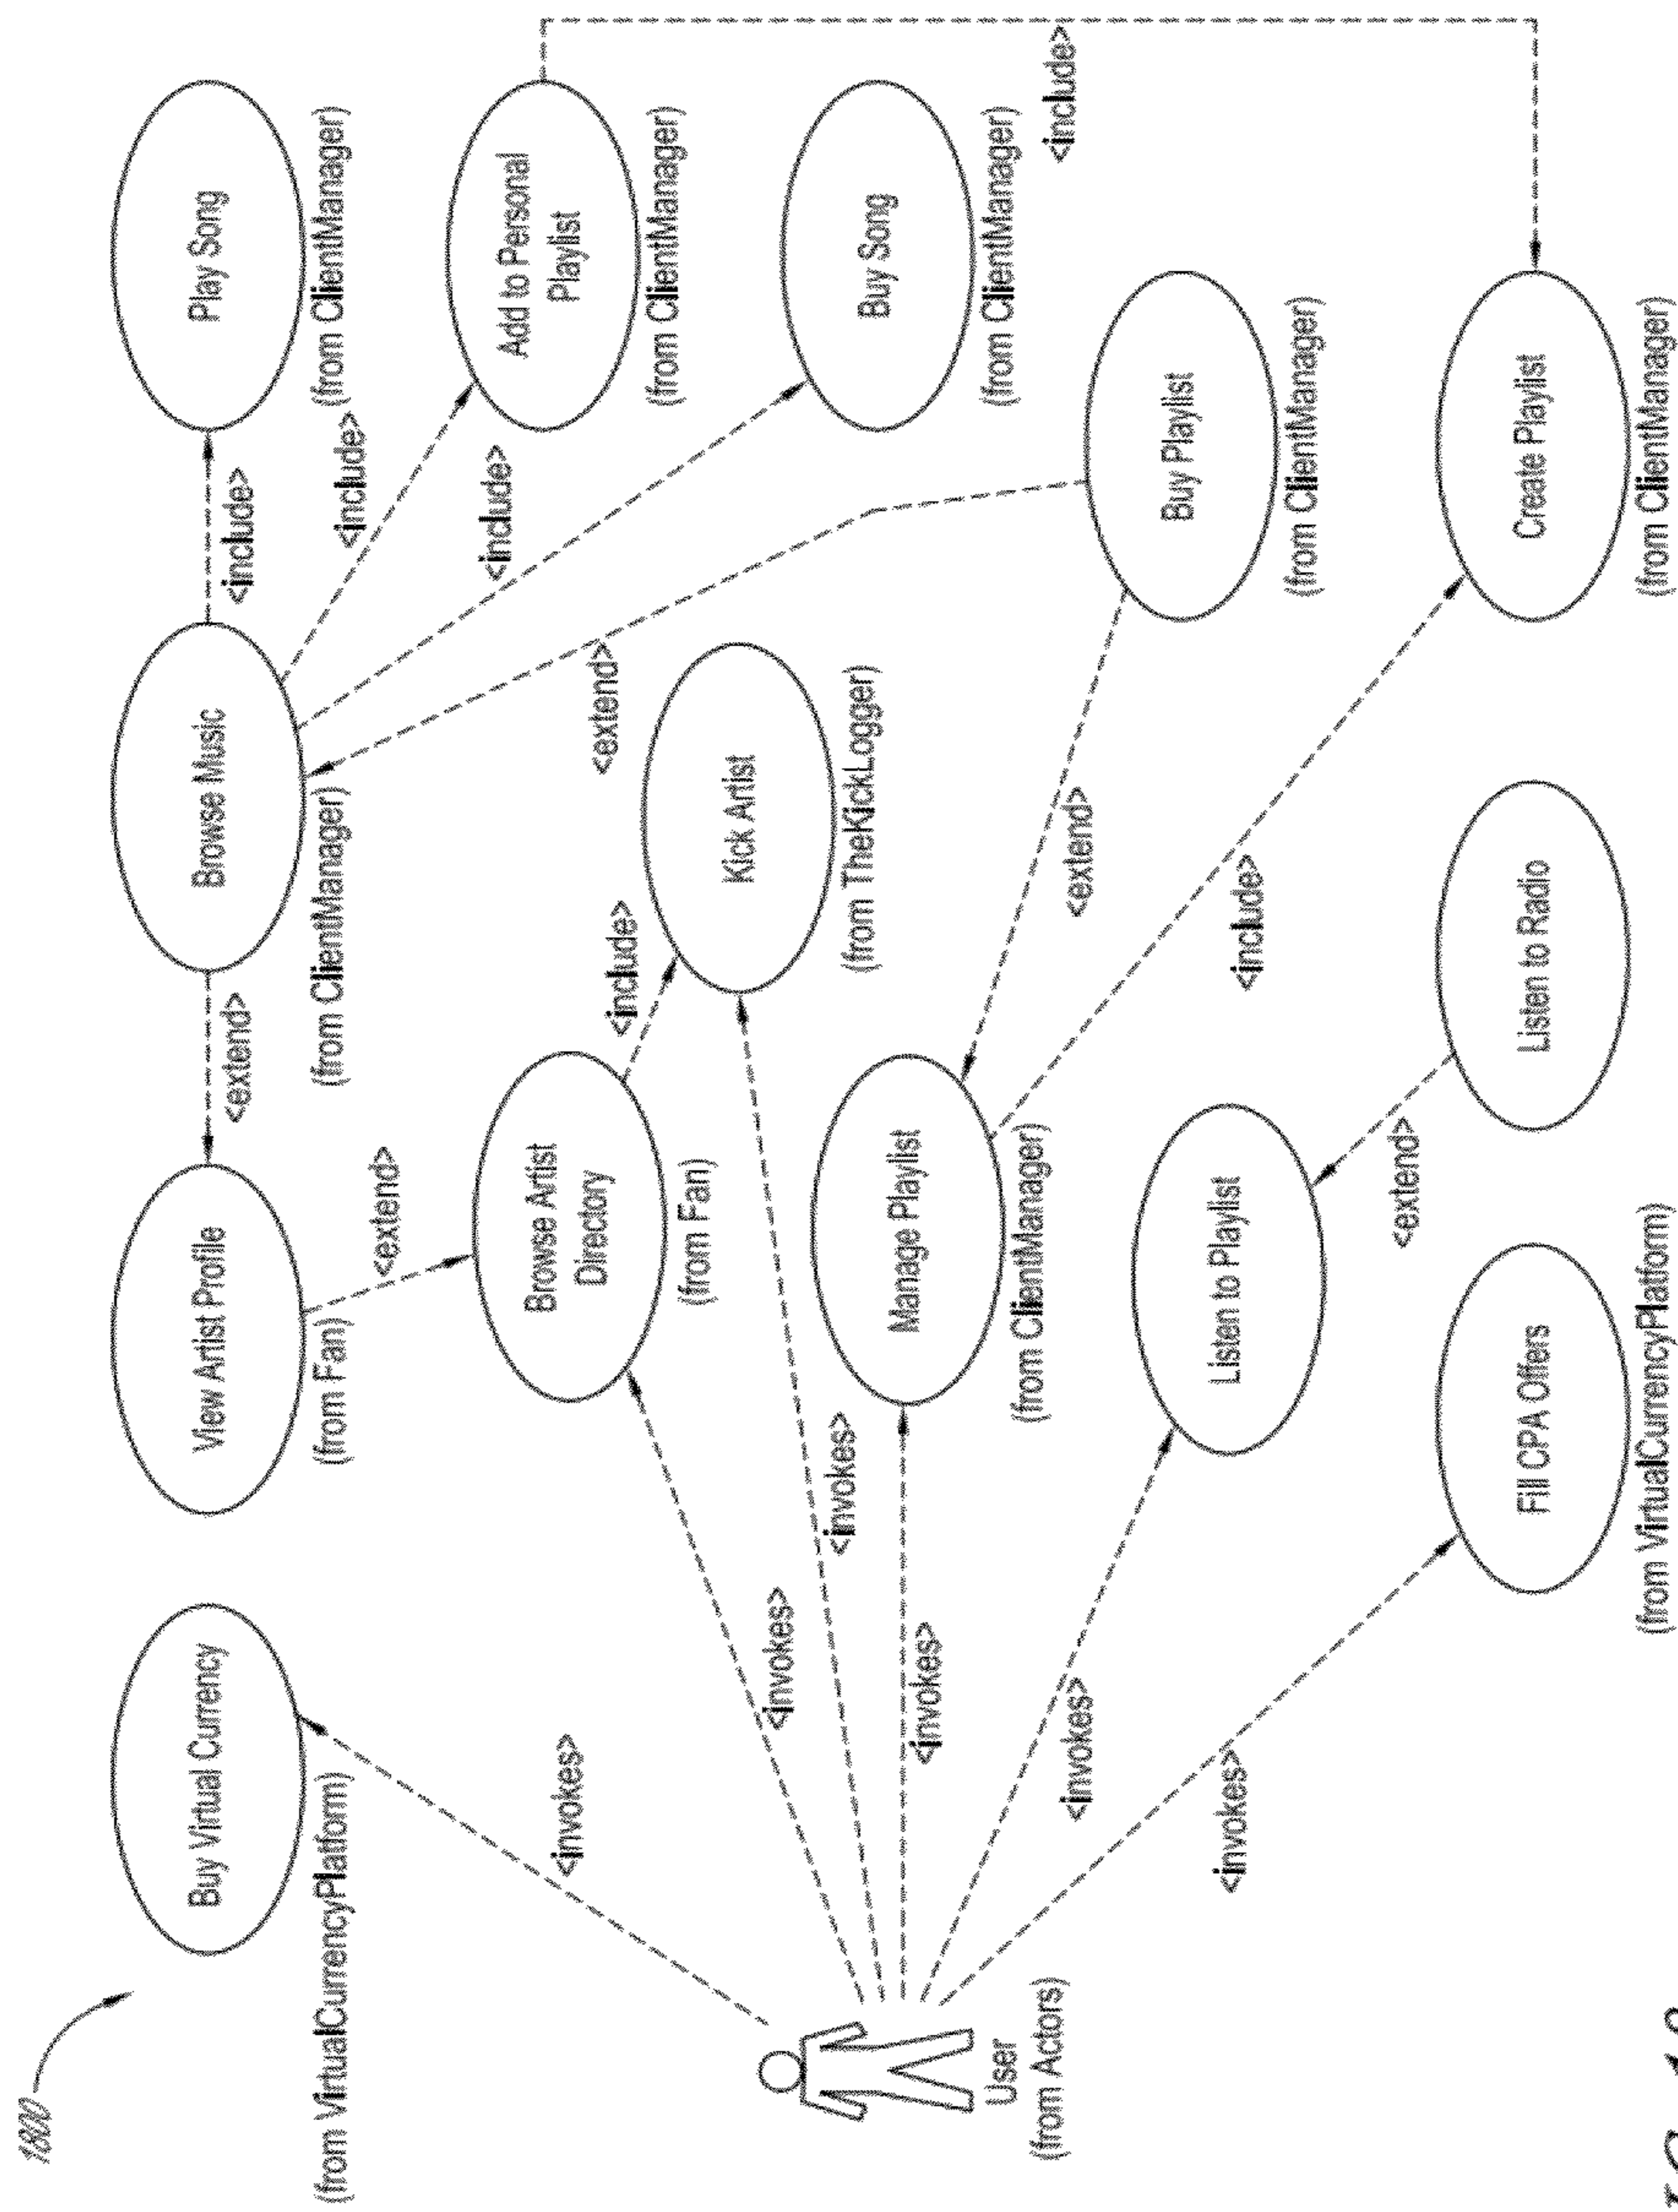 1800
Buy Virtual Currency
(from VirtualCurrencyPlatform)
View Artist Profile
(from Fan)
<extend>
Browse Music
(from ClientManager)
<include>
Play Song
(from ClientManager)
<include>
Add to Personal
Playlist
(from ClientManager)
<include>
Buy Song
(from ClientManager)
<include>
<extend>
Browse Artist
Directory
(from Fan)
<include>
Kick Artist
(from TheKickLogger)
<extend>
<invokes>
<invokes>
<invokes>
<invokes>
<invokes>
<invokes>
User
(from Actors)
Manage Playlist
(from ClientManager)
<extend>
Buy Playlist
(from ClientManager)
<include>
Create Playlist
(from ClientManager)
Listen to Playlist
<extend>
Listen to Radio
Fill CPA Offers
(from VirtualCurrencyPlatform)